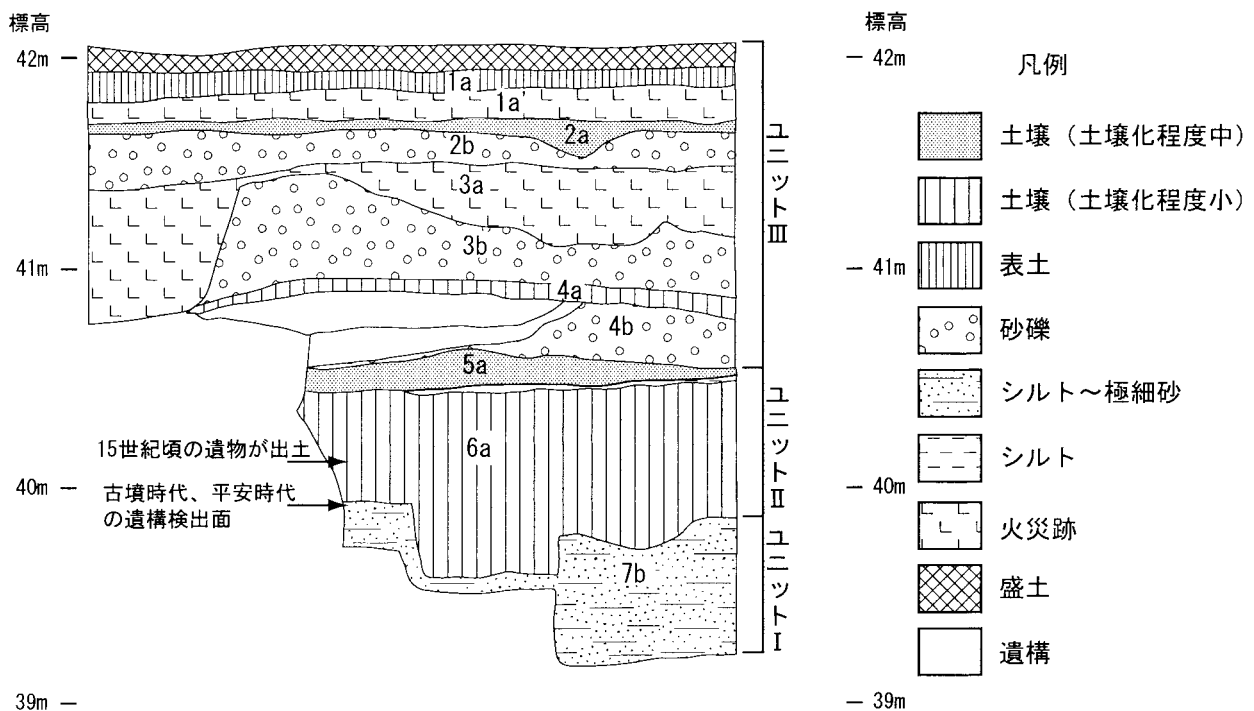 標高
42m
41m
40m
39m
1a
1a'
2a
2b
3a
3b
4a
4b
5a
6a
7b
15世紀頃の遺物が出土
古墳時代、平安時代
の遺構検出面
ユニットⅢ
ユニットⅡ
ユニットⅠ
標高
42m
41m
40m
39m
凡例
土壌（土壌化程度中）
土壌（土壌化程度小）
表土
砂礫
シルト～極細砂
シルト
火災跡
盛土
遺構